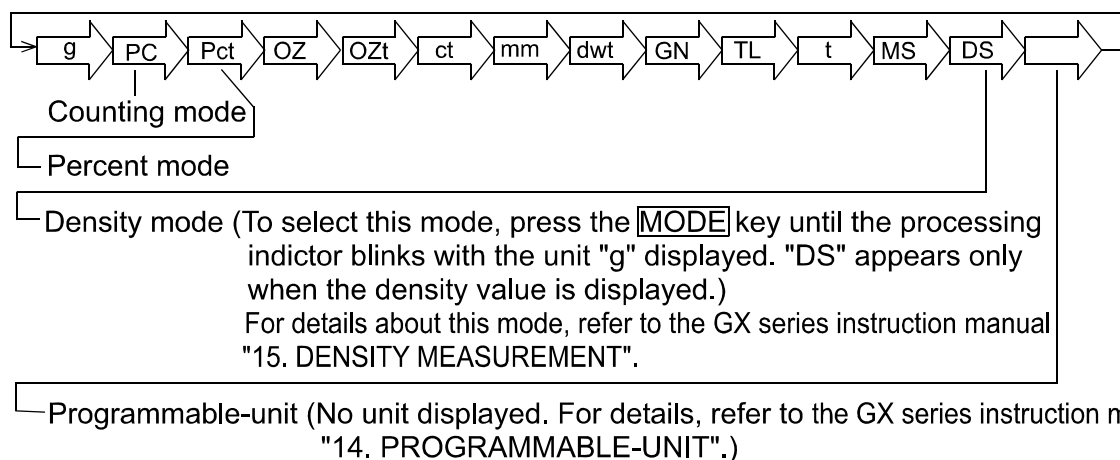 g PC Pct OZ OZt ct mm dwt GN TL t MS DS
Counting mode
Percent mode
Density mode (To select this mode, press the MODE key until the processing
indictor blinks with the unit "g" displayed. "DS" appears only
when the density value is displayed.)
For details about this mode, refer to the GX series instruction manual
"15. DENSITY MEASUREMENT".
Programmable-unit (No unit displayed. For details, refer to the GX series instruction
"14. PROGRAMMABLE-UNIT".)